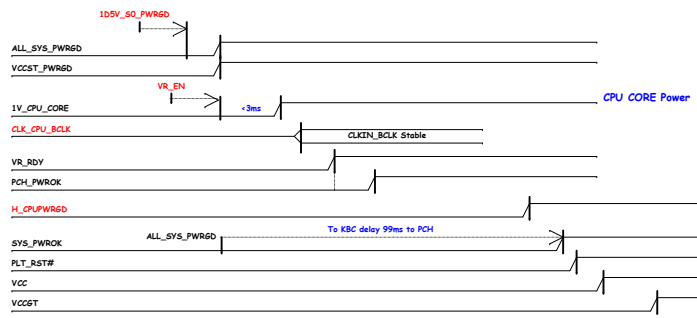 1D5V_S0_PWRGD
ALL_SYS_PWRGD
VCCST_PWRGD
VR_EN
1V_CPU_CORE
<3ms
CPU CORE Power
CLK_CPU_BCLK
CLKIN_BCLK Stable
VR_RDY
PCH_PWROK
H_CPUPWRGD
ALL_SYS_PWRGD
To KBC delay 99ms to PCH
SYS_PWROK
PLT_RST#
VCC
VCCGT